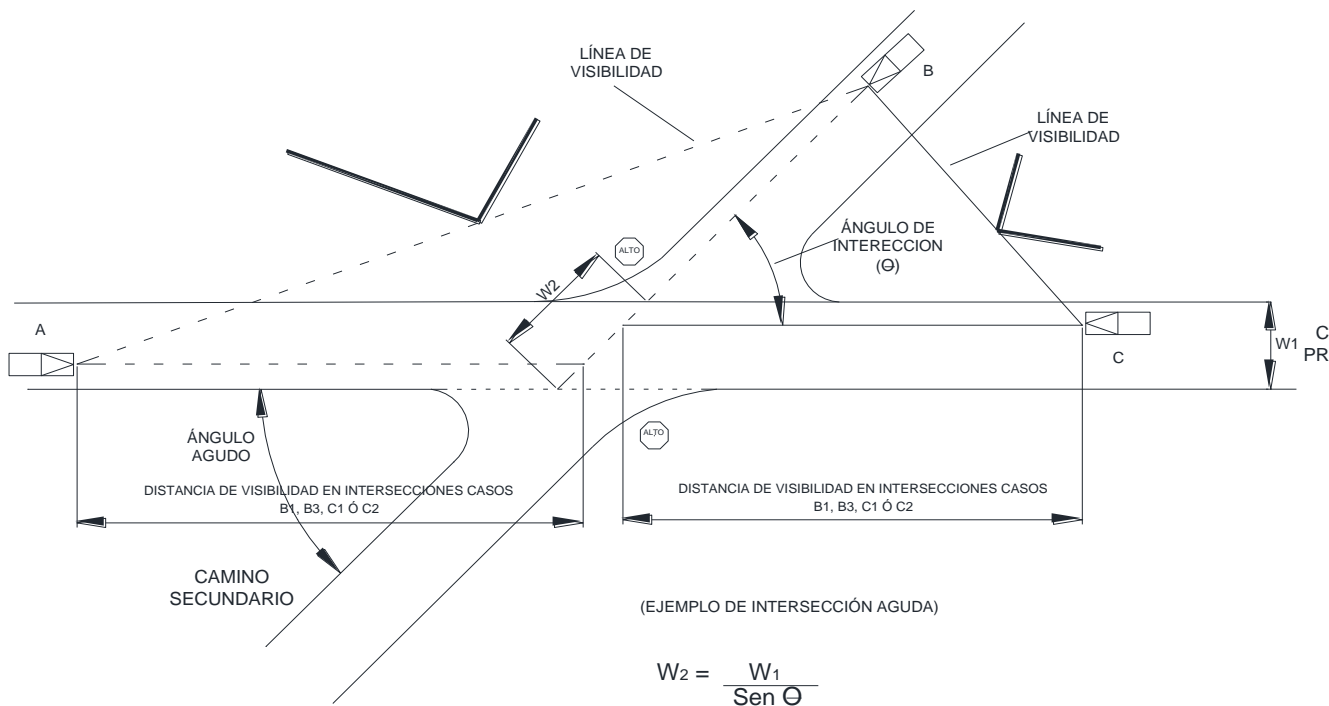 LÍNEA DE
VISIBILIDAD
B
LÍNEA DE
VISIBILIDAD
ÁNGULO DE
INTERECCION
(Θ)
ALTO
W2
A
W1
C
PR
C
ALTO
ÁNGULO
AGUDO
DISTANCIA DE VISIBILIDAD EN INTERSECCIONES CASOS
B1, B3, C1 Ó C2
DISTANCIA DE VISIBILIDAD EN INTERSECCIONES CASOS
B1, B3, C1 Ó C2
CAMINO
SECUNDARIO
(EJEMPLO DE INTERSECCIÓN AGUDA)
W2 = W1
Sen Θ